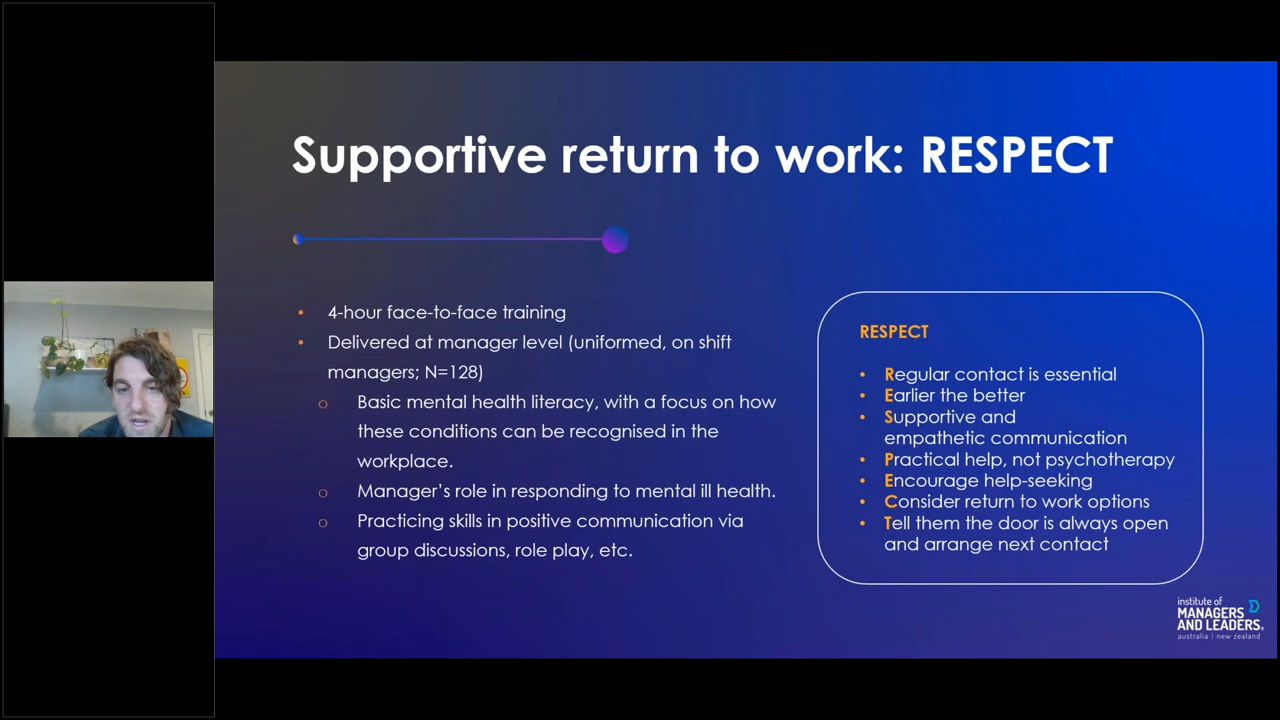 Supportive return to work: RESPECT
• 4-hour face-to-face training
• Delivered at manager level (uniformed, on shift
managers; N=128)
o Basic mental health literacy, with a focus on how
these conditions can be recognised in the
workplace.
o Manager’s role in responding to mental ill health.
o Practicing skills in positive communication via
group discussions, role play, etc.
RESPECT
• Regular contact is essential
• Earlier the better
• Supportive and
empathetic communication
• Practical help, not psychotherapy
• Encourage help-seeking
• Consider return to work options
• Tell them the door is always open
and arrange next contact
institute of
MANAGERS
AND LEADERS®
australia | new zealand